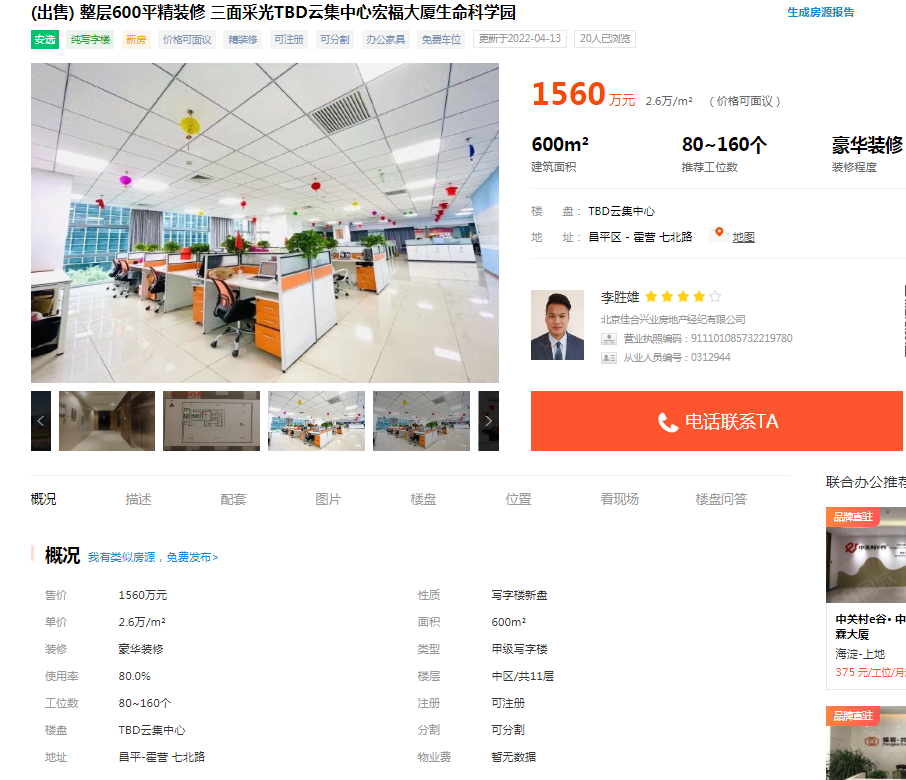 (出售) 整层600平精装修 三面采光TBD云集中心宏福大厦生命科学园
生成房源报告
安选 纯写字楼 新房 价格可面议 精装修 可注册 可分割 办公家具 免费车位 更新于2022-04-13 20人已浏览
1560万元 2.6万/m² （价格可面议）
600m² 80~160个 豪华装修
建筑面积 推荐工位数 装修程度
楼 盘： TBD云集中心
地 址： 昌平区 - 霍营 七北路 地图
李胜雄
北京佳合兴业房地产经纪有限公司
营业执照编码：911101085732219780
从业人员编号：0312944
电话联系TA
概况 描述 配套 图片 楼盘 位置 看现场 楼盘问答
概况 我有类似房源，免费发布>
售价 1560万元 性质 写字楼新盘
单价 2.6万/m² 面积 600m²
装修 豪华装修 类型 甲级写字楼
使用率 80.0% 楼层 中区/共11层
工位数 80~160个 注册 可注册
楼盘 TBD云集中心 分割 可分割
地址 昌平-霍营 七北路 物业费 暂无数据
联合办公推荐
品牌直驻
中关村e谷
中关村e谷• 中
霖大厦
海淀-上地
375 元/工位/月
品牌直驻